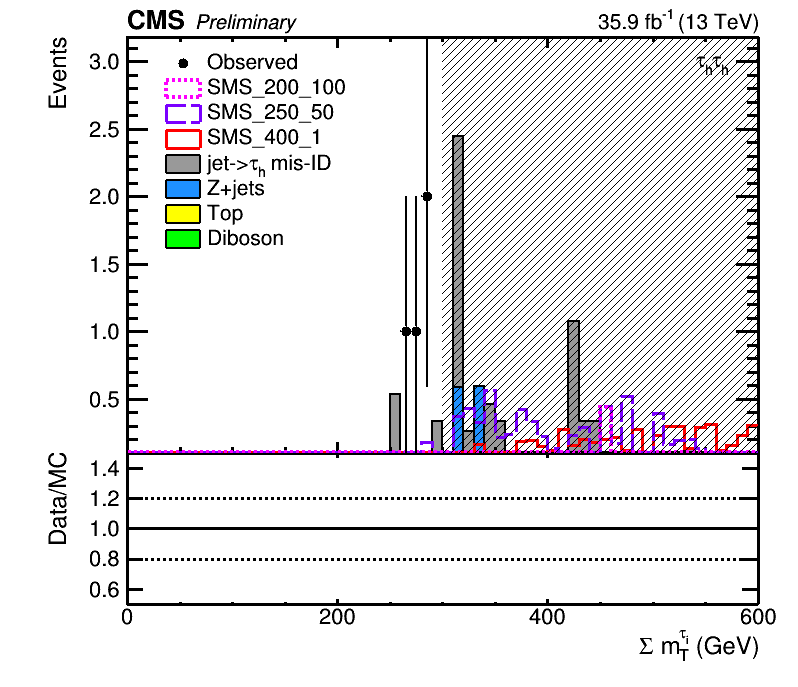 CMS Preliminary 35.9 fb⁻¹ (13 TeV)
Events
3.0
2.5
2.0
1.5
1.0
0.5
τhτh
Observed
SMS_200_100
SMS_250_50
SMS_400_1
jet->τh mis-ID
Z+jets
Top
Diboson
Data/MC
1.4
1.2
1.0
0.8
0.6
0 200 400 600
Σ mT^τi (GeV)